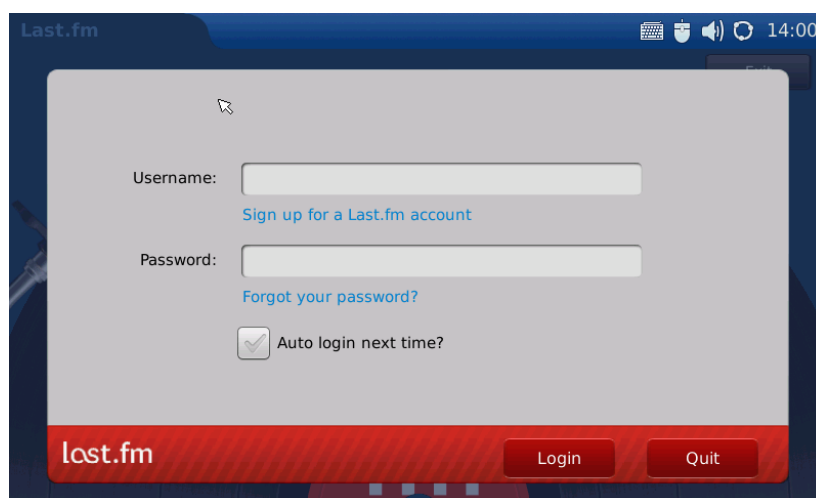 Last.fm
14:00
Exit
Username:
Sign up for a Last.fm account
Password:
Forgot your password?
Auto login next time?
last.fm
Login
Quit